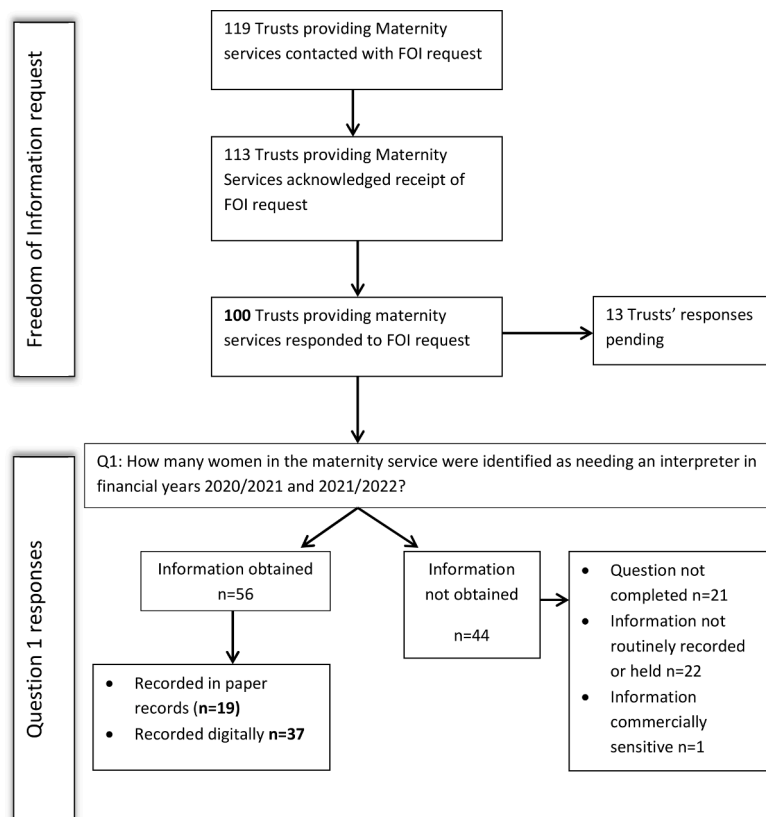 Freedom of Information request
119 Trusts providing Maternity
services contacted with FOI request
113 Trusts providing Maternity
Services acknowledged receipt of
FOI request
100 Trusts providing maternity
services responded to FOI request
13 Trusts’ responses
pending
Question 1 responses
Q1: How many women in the maternity service were identified as needing an interpreter in
financial years 2020/2021 and 2021/2022?
Information obtained
n=56
Information
not obtained
n=44
• Question not
completed n=21
• Information not
routinely recorded
or held n=22
• Information
commercially
sensitive n=1
• Recorded in paper
records (n=19)
• Recorded digitally n=37